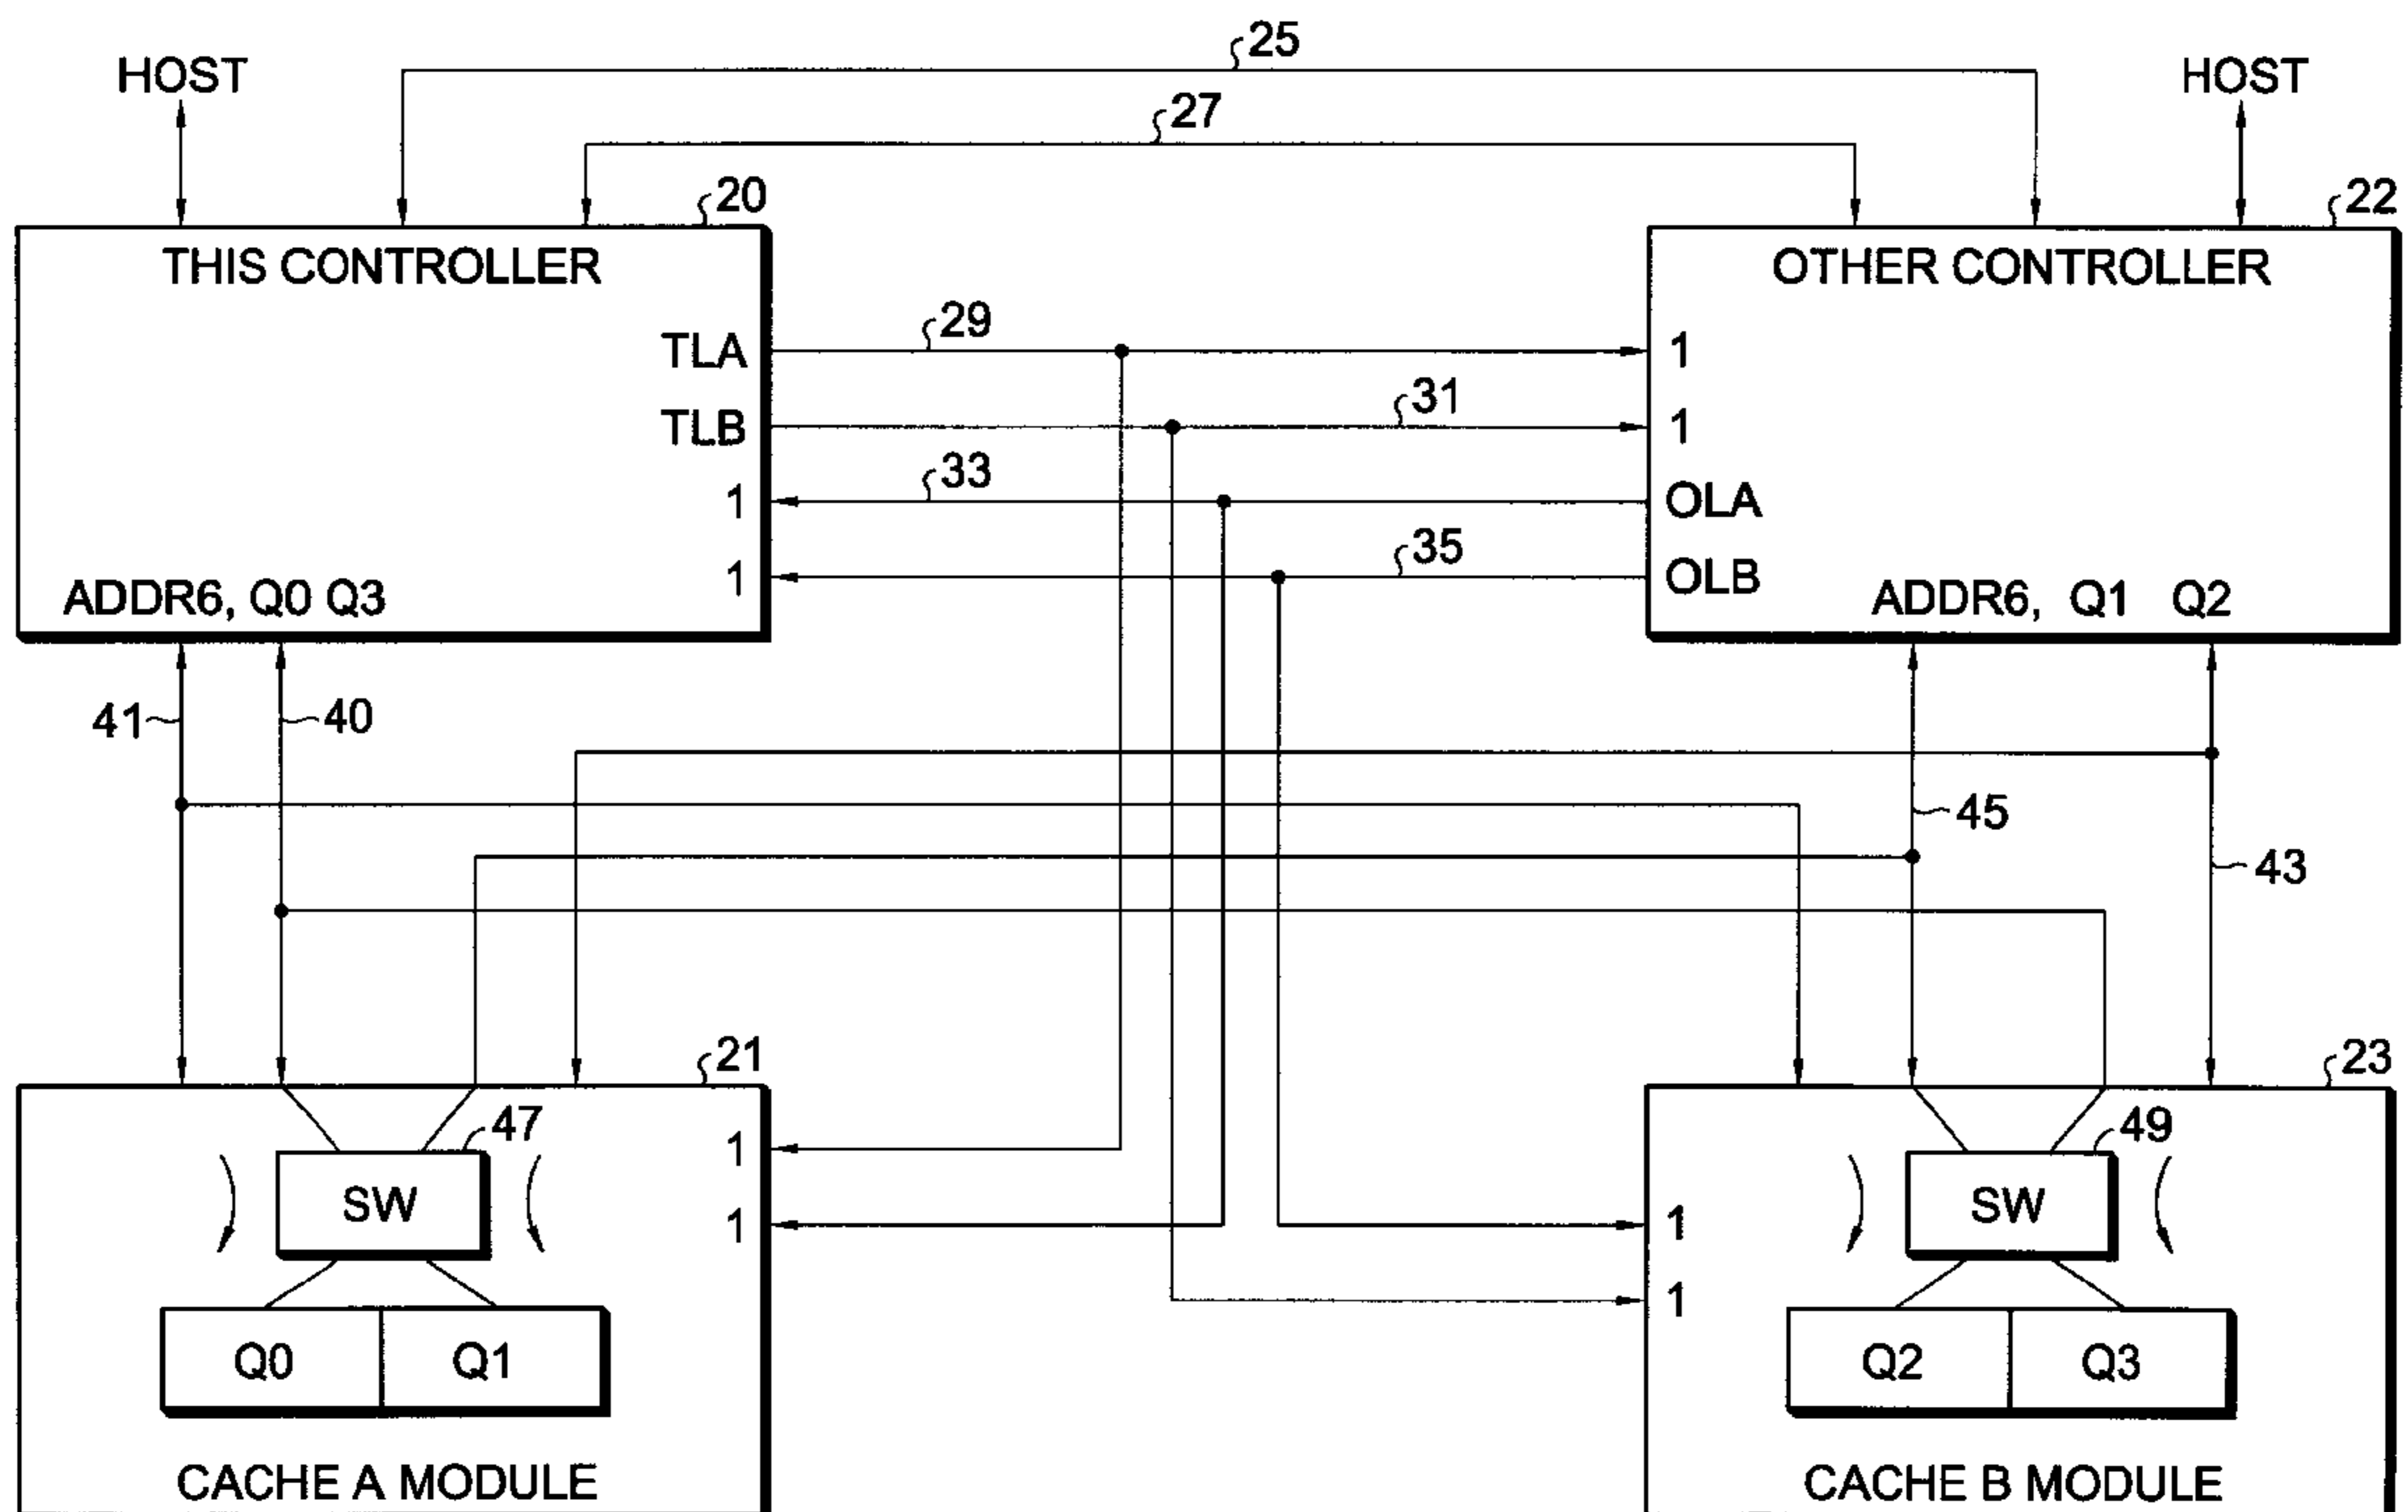 25
HOST
HOST
27
20
22
THIS CONTROLLER
OTHER CONTROLLER
TLA
29
1
TLB
31
1
1
33
OLA
1
35
OLB
ADDR6, Q0 Q3
ADDR6, Q1 Q2
41
40
45
43
21
23
47
49
1
SW
SW
1
1
1
Q0
Q1
Q2
Q3
CACHE A MODULE
CACHE B MODULE